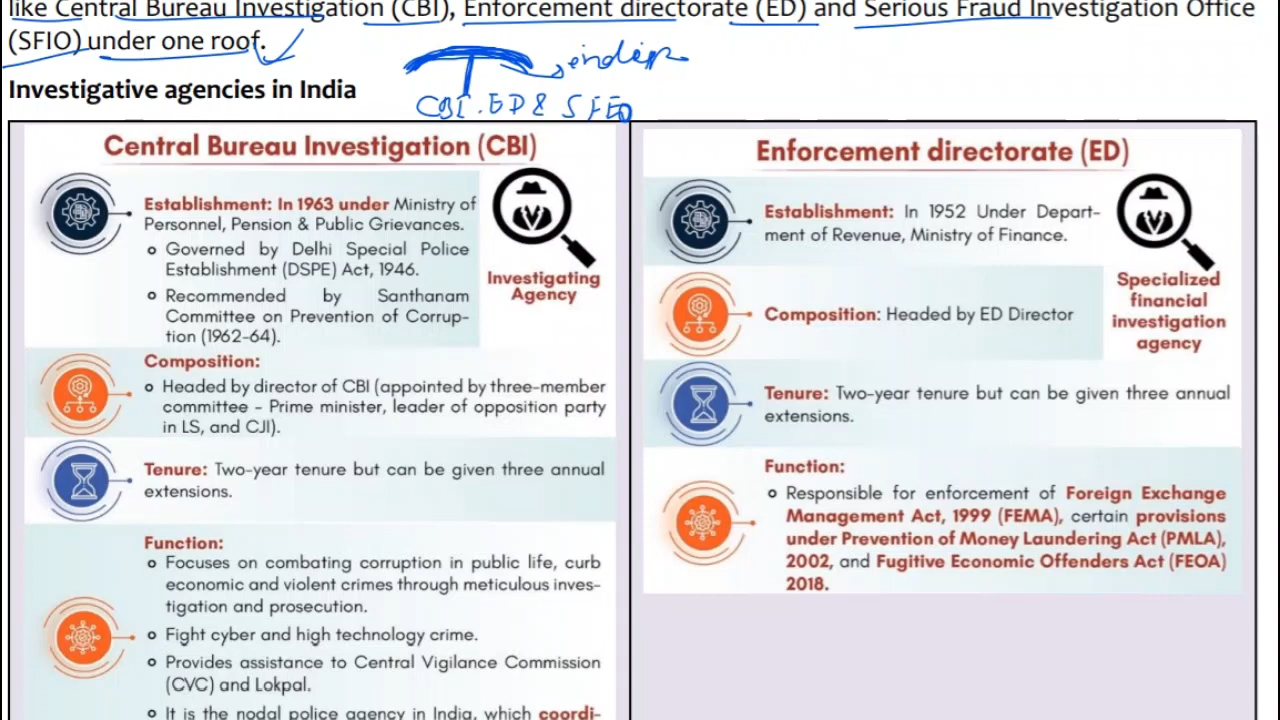 like Central Bureau Investigation (CBI), Enforcement directorate (ED) and Serious Fraud Investigation Office
(SFIO) under one roof.
indep
CBI. ED & SFIO
Investigative agencies in India
Central Bureau Investigation (CBI)
Establishment: In 1963 under Ministry of
Personnel, Pension & Public Grievances.
Governed by Delhi Special Police
Establishment (DSPE) Act, 1946.
Recommended by Santhanam
Committee on Prevention of Corrup-
tion (1962-64).
Investigating
Agency
Composition:
Headed by director of CBI (appointed by three-member
committee - Prime minister, leader of opposition party
in LS, and CJI).
Tenure: Two-year tenure but can be given three annual
extensions.
Function:
Focuses on combating corruption in public life, curb
economic and violent crimes through meticulous inves-
tigation and prosecution.
Fight cyber and high technology crime.
Provides assistance to Central Vigilance Commission
(CVC) and Lokpal.
It is the nodal police agency in India, which coordi-
Enforcement directorate (ED)
Establishment: In 1952 Under Depart-
ment of Revenue, Ministry of Finance.
Composition: Headed by ED Director
Specialized
financial
investigation
agency
Tenure: Two-year tenure but can be given three annual
extensions.
Function:
Responsible for enforcement of Foreign Exchange
Management Act, 1999 (FEMA), certain provisions
under Prevention of Money Laundering Act (PMLA),
2002, and Fugitive Economic Offenders Act (FEOA)
2018.